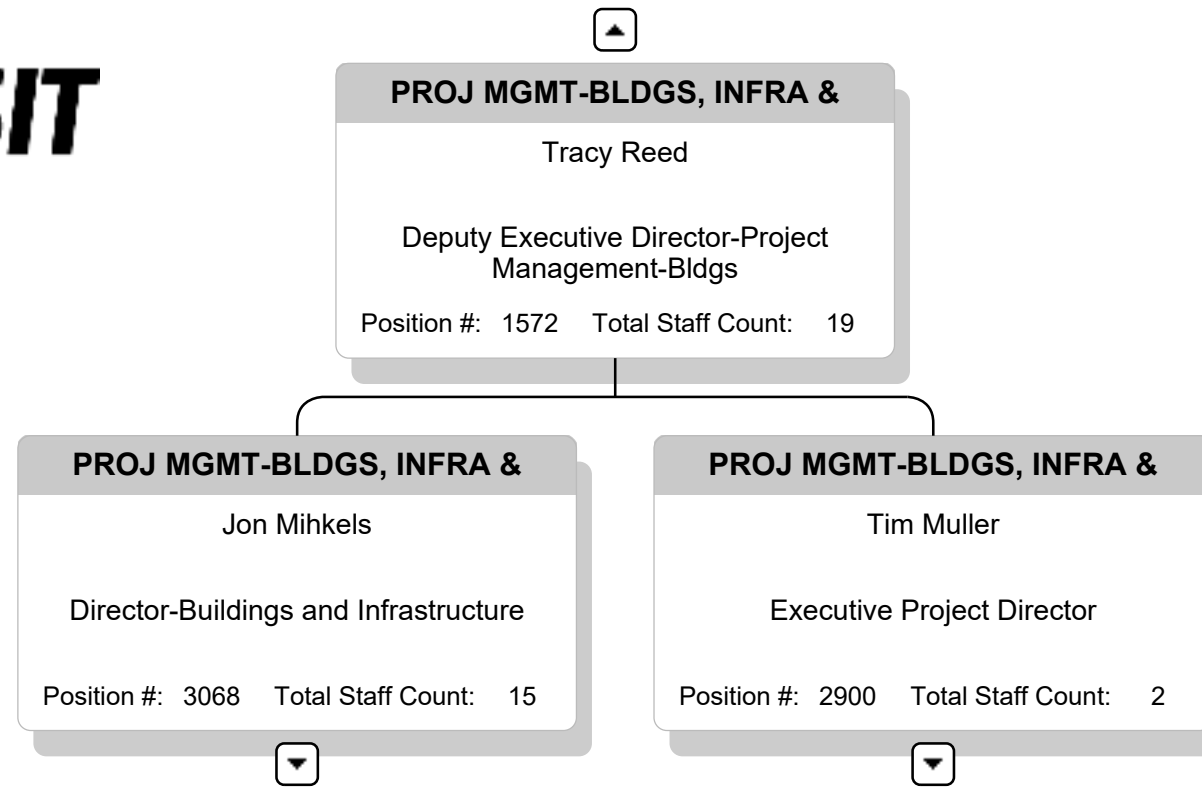 PROJ MGMT-BLDGS, INFRA &
Tracy Reed
Deputy Executive Director-Project
Management-Bldgs
Position #: 1572 Total Staff Count: 19
PROJ MGMT-BLDGS, INFRA &
Jon Mihkels
Director-Buildings and Infrastructure
Position #: 3068 Total Staff Count: 15
PROJ MGMT-BLDGS, INFRA &
Tim Muller
Executive Project Director
Position #: 2900 Total Staff Count: 2